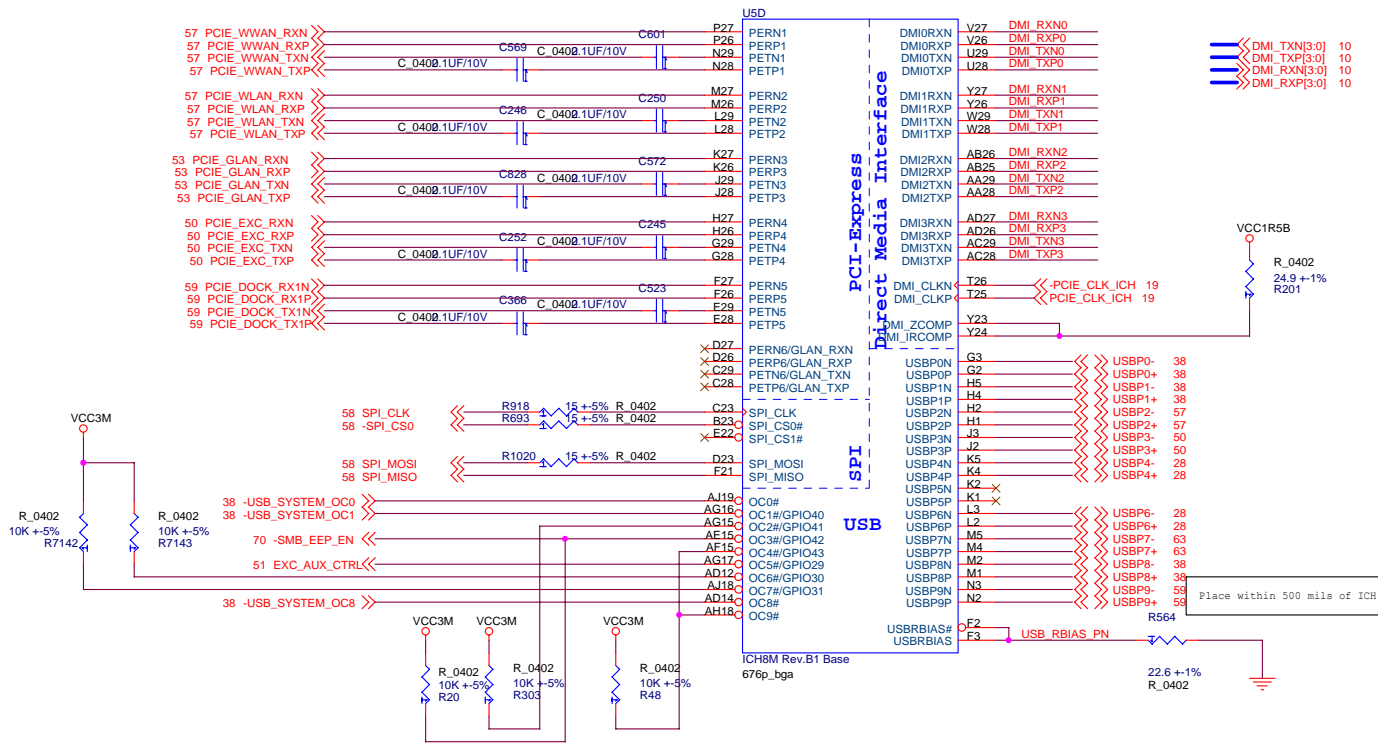 U5D
57 PCIE_WWAN_RXN P27 PERN1
57 PCIE_WWAN_RXP P26 PERP1
57 PCIE_WWAN_TXN N29 PETN1
57 PCIE_WWAN_TXP N28 PETP1
C601
C569 C_0402 0.1UF/10V
C_0402 0.1UF/10V
57 PCIE_WLAN_RXN M27 PERN2
57 PCIE_WLAN_RXP M26 PERP2
57 PCIE_WLAN_TXN L29 PETN2
57 PCIE_WLAN_TXP L28 PETP2
C250
C246 C_0402 0.1UF/10V
C_0402 0.1UF/10V
53 PCIE_GLAN_RXN K27 PERN3
53 PCIE_GLAN_RXP K26 PERP3
53 PCIE_GLAN_TXN J29 PETN3
53 PCIE_GLAN_TXP J28 PETP3
C572
C828 C_0402 0.1UF/10V
C_0402 0.1UF/10V
50 PCIE_EXC_RXN H27 PERN4
50 PCIE_EXC_RXP H26 PERP4
50 PCIE_EXC_TXN G29 PETN4
50 PCIE_EXC_TXP G28 PETP4
C245
C252 C_0402 0.1UF/10V
C_0402 0.1UF/10V
59 PCIE_DOCK_RX1N F27 PERN5
59 PCIE_DOCK_RX1P F26 PERP5
59 PCIE_DOCK_TX1N E29 PETN5
59 PCIE_DOCK_TX1P E28 PETP5
C523
C366 C_0402 0.1UF/10V
C_0402 0.1UF/10V
D27 PERN6/GLAN_RXN
D26 PERP6/GLAN_RXP
C29 PETN6/GLAN_TXN
C28 PETP6/GLAN_TXP
58 SPI_CLK R918 15 +-5% R_0402 C23 SPI_CLK
58 -SPI_CS0 R693 15 +-5% R_0402 B23 SPI_CS0#
E22 SPI_CS1#
58 SPI_MOSI R1020 15 +-5% R_0402 D23 SPI_MOSI
58 SPI_MISO F21 SPI_MISO
38 -USB_SYSTEM_OC0 AJ19 OC0#
38 -USB_SYSTEM_OC1 AG16 OC1#/GPIO40
AG15 OC2#/GPIO41
70 -SMB_EEP_EN AE15 OC3#/GPIO42
AF15 OC4#/GPIO43
51 EXC_AUX_CTRL AG17 OC5#/GPIO29
AD12 OC6#/GPIO30
AJ18 OC7#/GPIO31
38 -USB_SYSTEM_OC8 AD14 OC8#
AH18 OC9#
VCC3M
R_0402
10K +-5%
R7142
R_0402
10K +-5%
R7143
VCC3M
R_0402
10K +-5%
R20
VCC3M
R_0402
10K +-5%
R303
VCC3M
R_0402
10K +-5%
R48
PCI-Express
Direct Media Interface
SPI
USB
DMI0RXN V27 DMI_RXN0
DMI0RXP V26 DMI_RXP0
DMI0TXN U29 DMI_TXN0
DMI0TXP U28 DMI_TXP0
DMI1RXN Y27 DMI_RXN1
DMI1RXP Y26 DMI_RXP1
DMI1TXN W29 DMI_TXN1
DMI1TXP W28 DMI_TXP1
DMI2RXN AB26 DMI_RXN2
DMI2RXP AB25 DMI_RXP2
DMI2TXN AA29 DMI_TXN2
DMI2TXP AA28 DMI_TXP2
DMI3RXN AD27 DMI_RXN3
DMI3RXP AD26 DMI_RXP3
DMI3TXN AC29 DMI_TXN3
DMI3TXP AC28 DMI_TXP3
DMI_CLKN T26 -PCIE_CLK_ICH 19
DMI_CLKP T25 PCIE_CLK_ICH 19
DMI_ZCOMP Y23
DMI_IRCOMP Y24
DMI_TXN[3:0] 10
DMI_TXP[3:0] 10
DMI_RXN[3:0] 10
DMI_RXP[3:0] 10
VCC1R5B
R_0402
24.9 +-1%
R201
USBP0N G3 USBP0- 38
USBP0P G2 USBP0+ 38
USBP1N H5 USBP1- 38
USBP1P H4 USBP1+ 38
USBP2N H2 USBP2- 57
USBP2P H1 USBP2+ 57
USBP3N J3 USBP3- 50
USBP3P J2 USBP3+ 50
USBP4N K5 USBP4- 28
USBP4P K4 USBP4+ 28
USBP5N K2
USBP5P K1
USBP6N L3 USBP6- 28
USBP6P L2 USBP6+ 28
USBP7N M5 USBP7- 63
USBP7P M4 USBP7+ 63
USBP8N M2 USBP8- 38
USBP8P M1 USBP8+ 38
USBP9N N3 USBP9- 59
USBP9P N2 USBP9+ 59
Place within 500 mils of ICH
USBRBIAS# F2
USBRBIAS F3 USB_RBIAS_PN
R564
22.6 +-1%
R_0402
ICH8M Rev.B1 Base
676p_bga